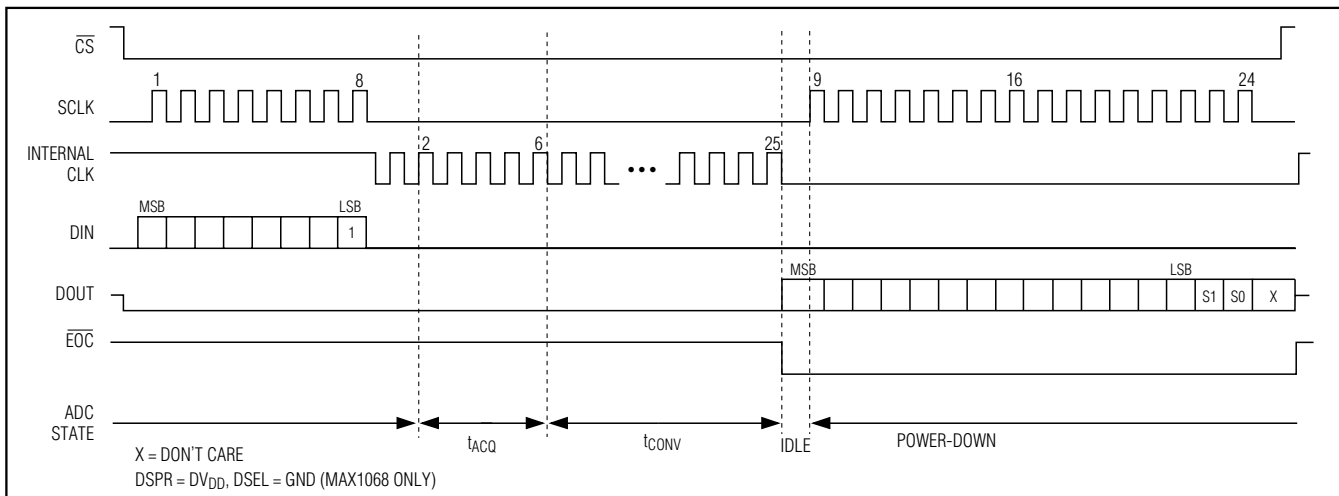 CS
1 8 9 16 24
SCLK
INTERNAL
CLK
2 6 ••• 25
MSB LSB
DIN
1
MSB LSB
DOUT
S1 S0 X
EOC
ADC
STATE
tACQ tCONV IDLE POWER-DOWN
X = DON'T CARE
DSPR = DVDD, DSEL = GND (MAX1068 ONLY)